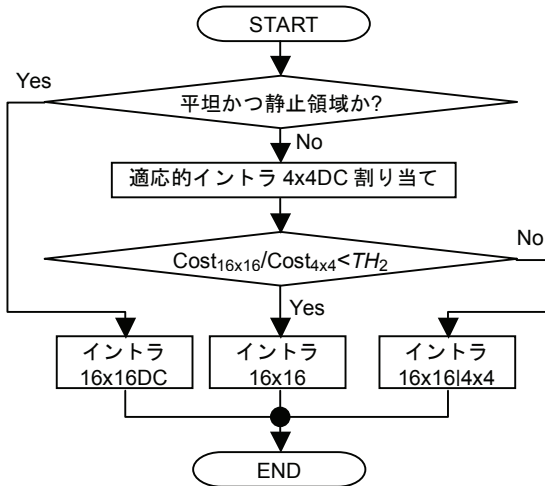 START
Yes
平坦かつ静止領域か?
No
適応的イントラ 4x4DC 割り当て
No
Cost16x16/Cost4x4<TH2
Yes
イントラ
16x16DC
イントラ
16x16
イントラ
16x16|4x4
END